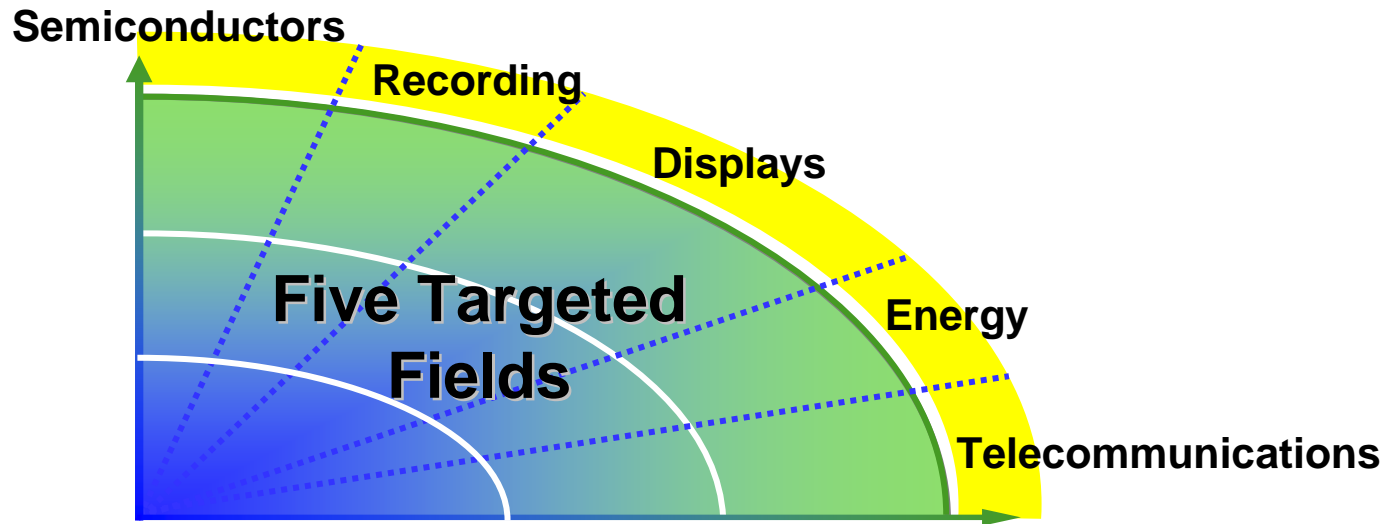 Semiconductors
Recording
Displays
Five Targeted
Fields
Energy
Telecommunications